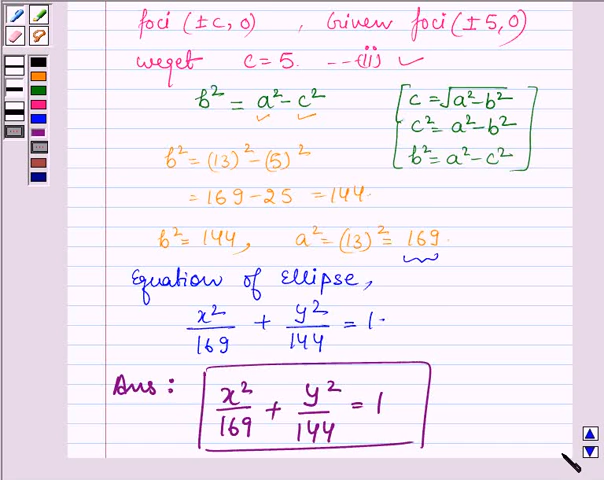 foci (±c, 0) , Given foci (±5, 0)
we get c = 5. --- (ii) ✓
b² = a² - c²
[c = √a² - b²
c² = a² - b²
b² = a² - c²]
b² = (13)² - (5)²
= 169 - 25 = 144.
b² = 144, a² = (13)² = 169.
Equation of Ellipse,
x²/169 + y²/144 = 1.
Ans : x²/169 + y²/144 = 1